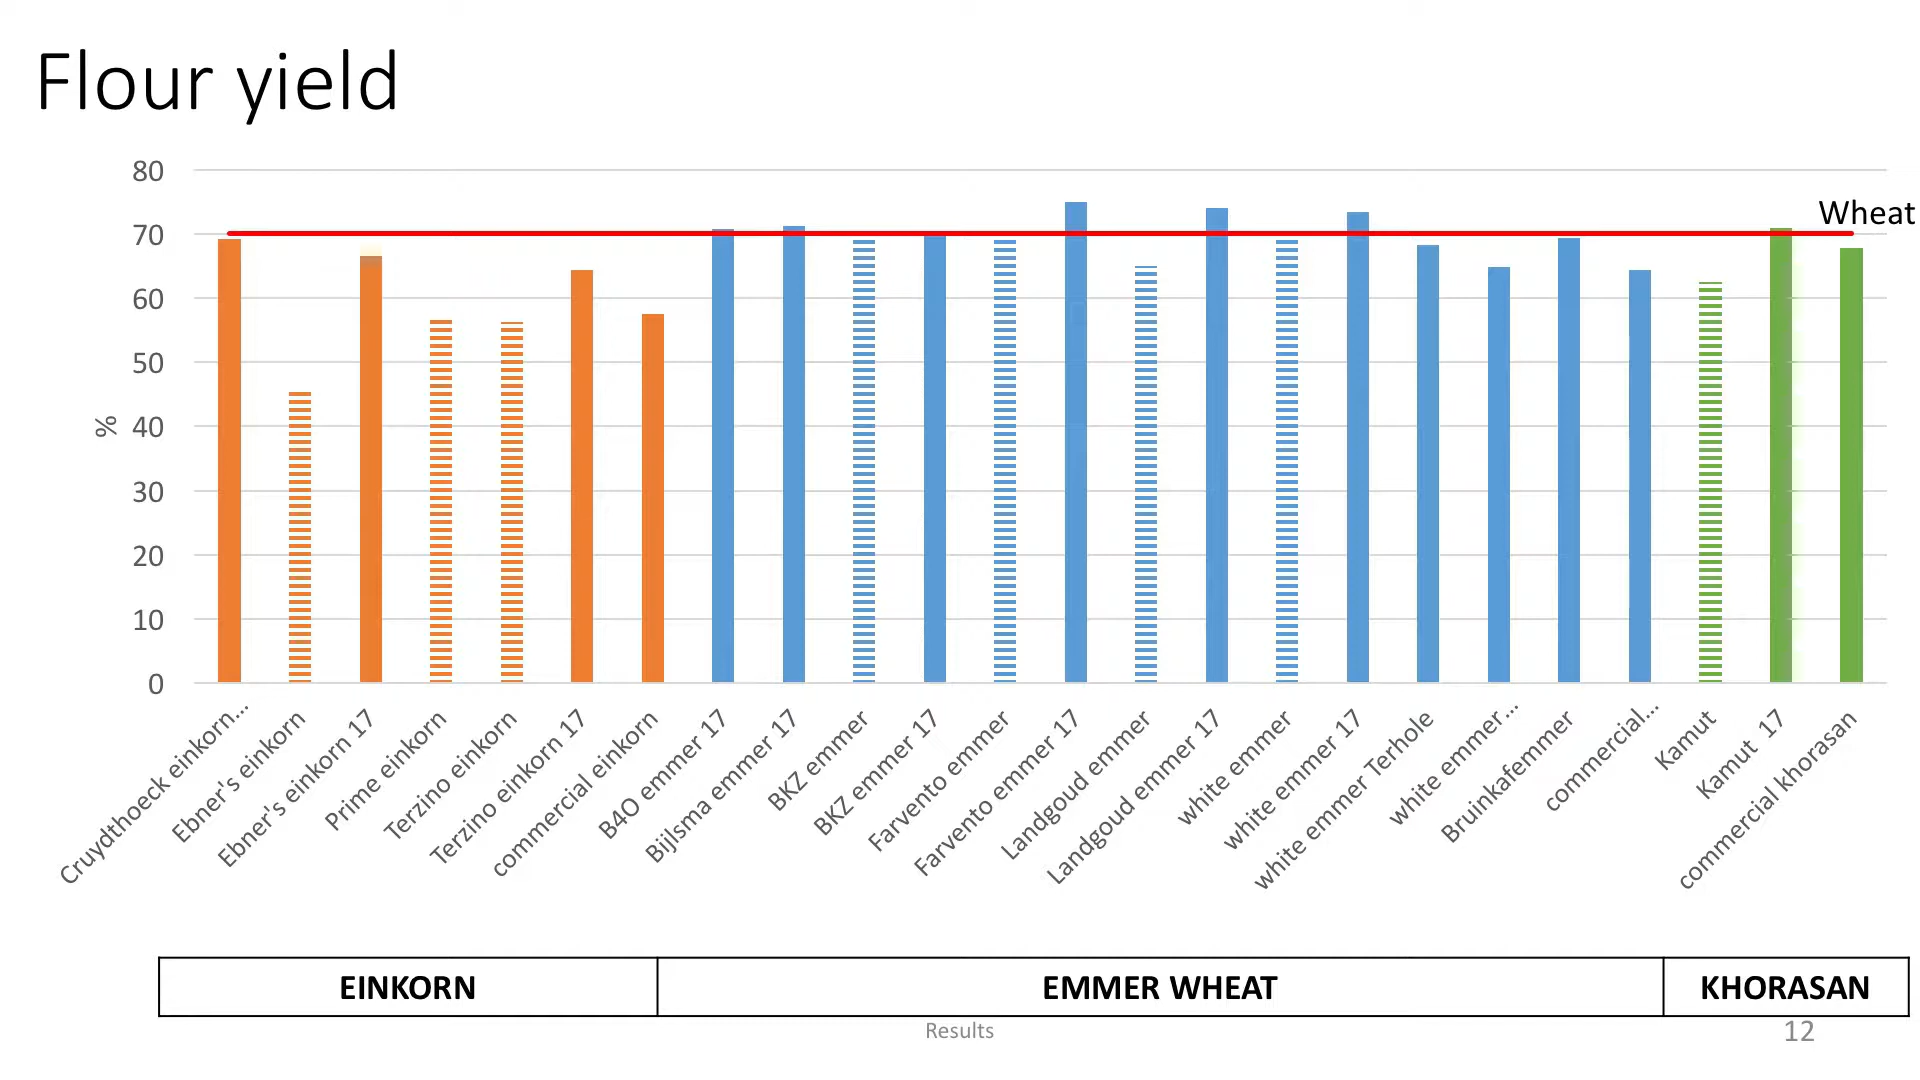 Flour yield
80
70
60
50
40
30
20
10
0
%
Wheat
Cruydthoeck einkorn...
Ebner's einkorn
Ebner's einkorn 17
Prime einkorn
Terzino einkorn
Terzino einkorn 17
commercial einkorn
B4O emmer 17
Bijlsma emmer 17
BKZ emmer
BKZ emmer 17
Farvento emmer
Farvento emmer 17
Landgoud emmer
Landgoud emmer 17
white emmer
white emmer 17
white emmer Terhole
white emmer...
Bruinkafemmer
commercial...
Kamut
Kamut 17
commercial khorasan
EINKORN
EMMER WHEAT
KHORASAN
Results
12